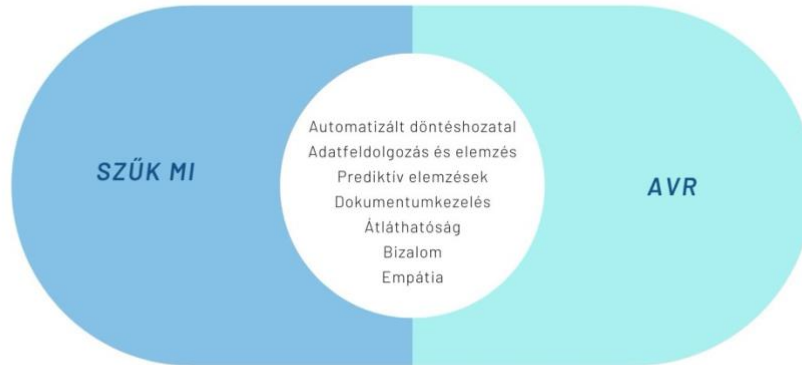 SZŰK MI
Automatizált döntéshozatal
Adatfeldolgozás és elemzés
Prediktív elemzések
Dokumentumkezelés
Átláthatóság
Bizalom
Empátia
AVR